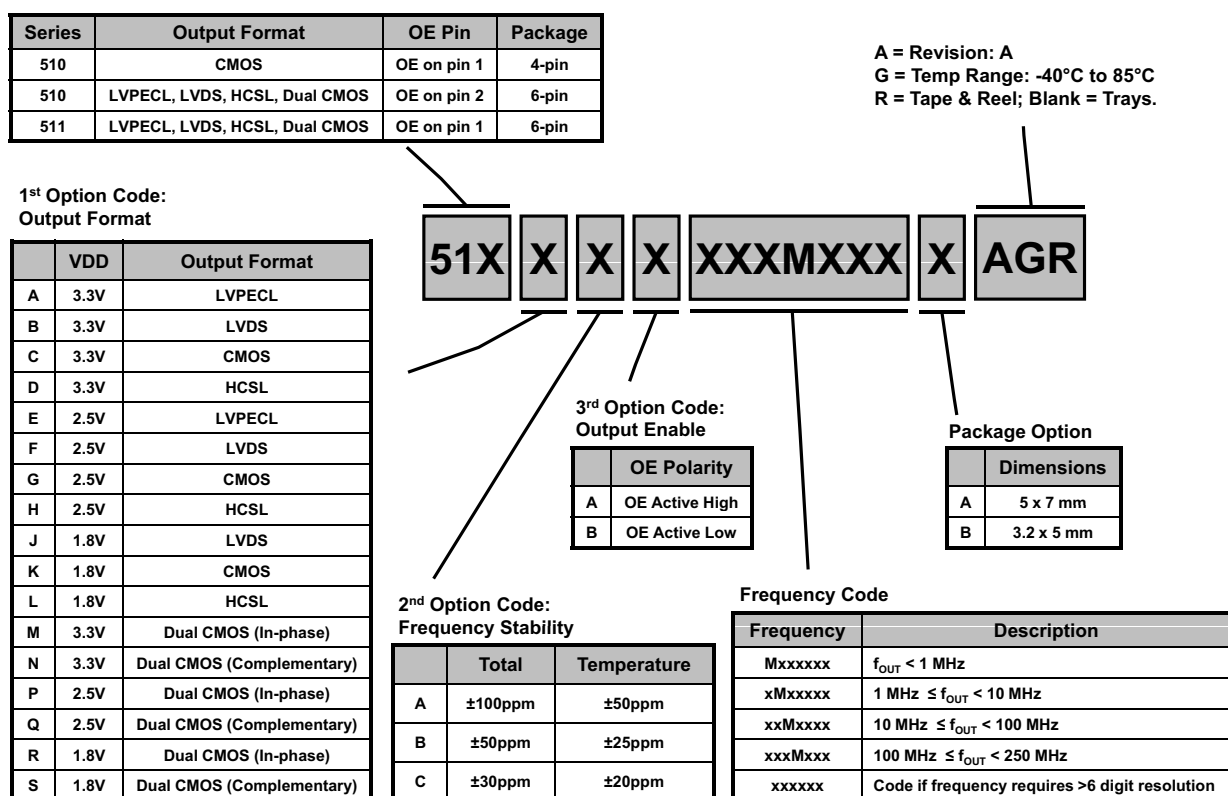 Series Output Format OE Pin Package
510 CMOS OE on pin 1 4-pin
510 LVPECL, LVDS, HCSL, Dual CMOS OE on pin 2 6-pin
511 LVPECL, LVDS, HCSL, Dual CMOS OE on pin 1 6-pin
A = Revision: A
G = Temp Range: -40°C to 85°C
R = Tape & Reel; Blank = Trays.
51X X X X XXXMXXX X AGR
1st Option Code:
Output Format
VDD Output Format
A 3.3V LVPECL
B 3.3V LVDS
C 3.3V CMOS
D 3.3V HCSL
E 2.5V LVPECL
F 2.5V LVDS
G 2.5V CMOS
H 2.5V HCSL
J 1.8V LVDS
K 1.8V CMOS
L 1.8V HCSL
M 3.3V Dual CMOS (In-phase)
N 3.3V Dual CMOS (Complementary)
P 2.5V Dual CMOS (In-phase)
Q 2.5V Dual CMOS (Complementary)
R 1.8V Dual CMOS (In-phase)
S 1.8V Dual CMOS (Complementary)
3rd Option Code:
Output Enable
OE Polarity
A OE Active High
B OE Active Low
Package Option
Dimensions
A 5 x 7 mm
B 3.2 x 5 mm
2nd Option Code:
Frequency Stability
Total Temperature
A ±100ppm ±50ppm
B ±50ppm ±25ppm
C ±30ppm ±20ppm
Frequency Code
Frequency Description
Mxxxxxx fOUT < 1 MHz
xMxxxxx 1 MHz ≤ fOUT < 10 MHz
xxMxxxx 10 MHz ≤ fOUT < 100 MHz
xxxMxxx 100 MHz ≤ fOUT < 250 MHz
xxxxxx Code if frequency requires >6 digit resolution